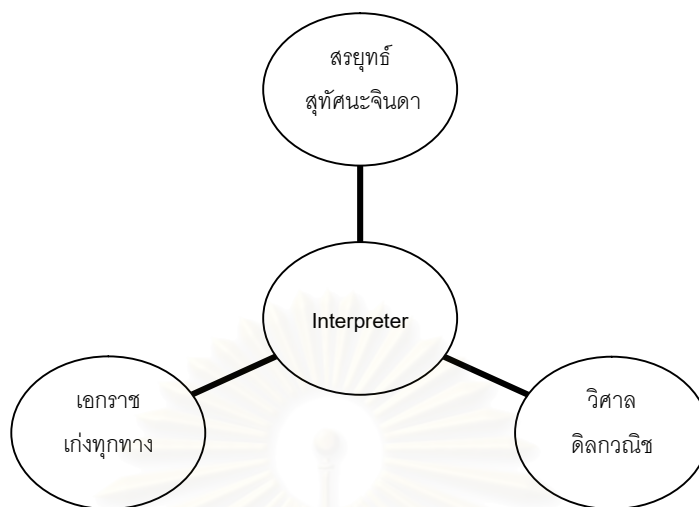 สรยุทธ์
สุทัศนะจินดา
Interpreter
เอกราช
เก่งทุกทาง
วิศาล
ดิลกวณิช